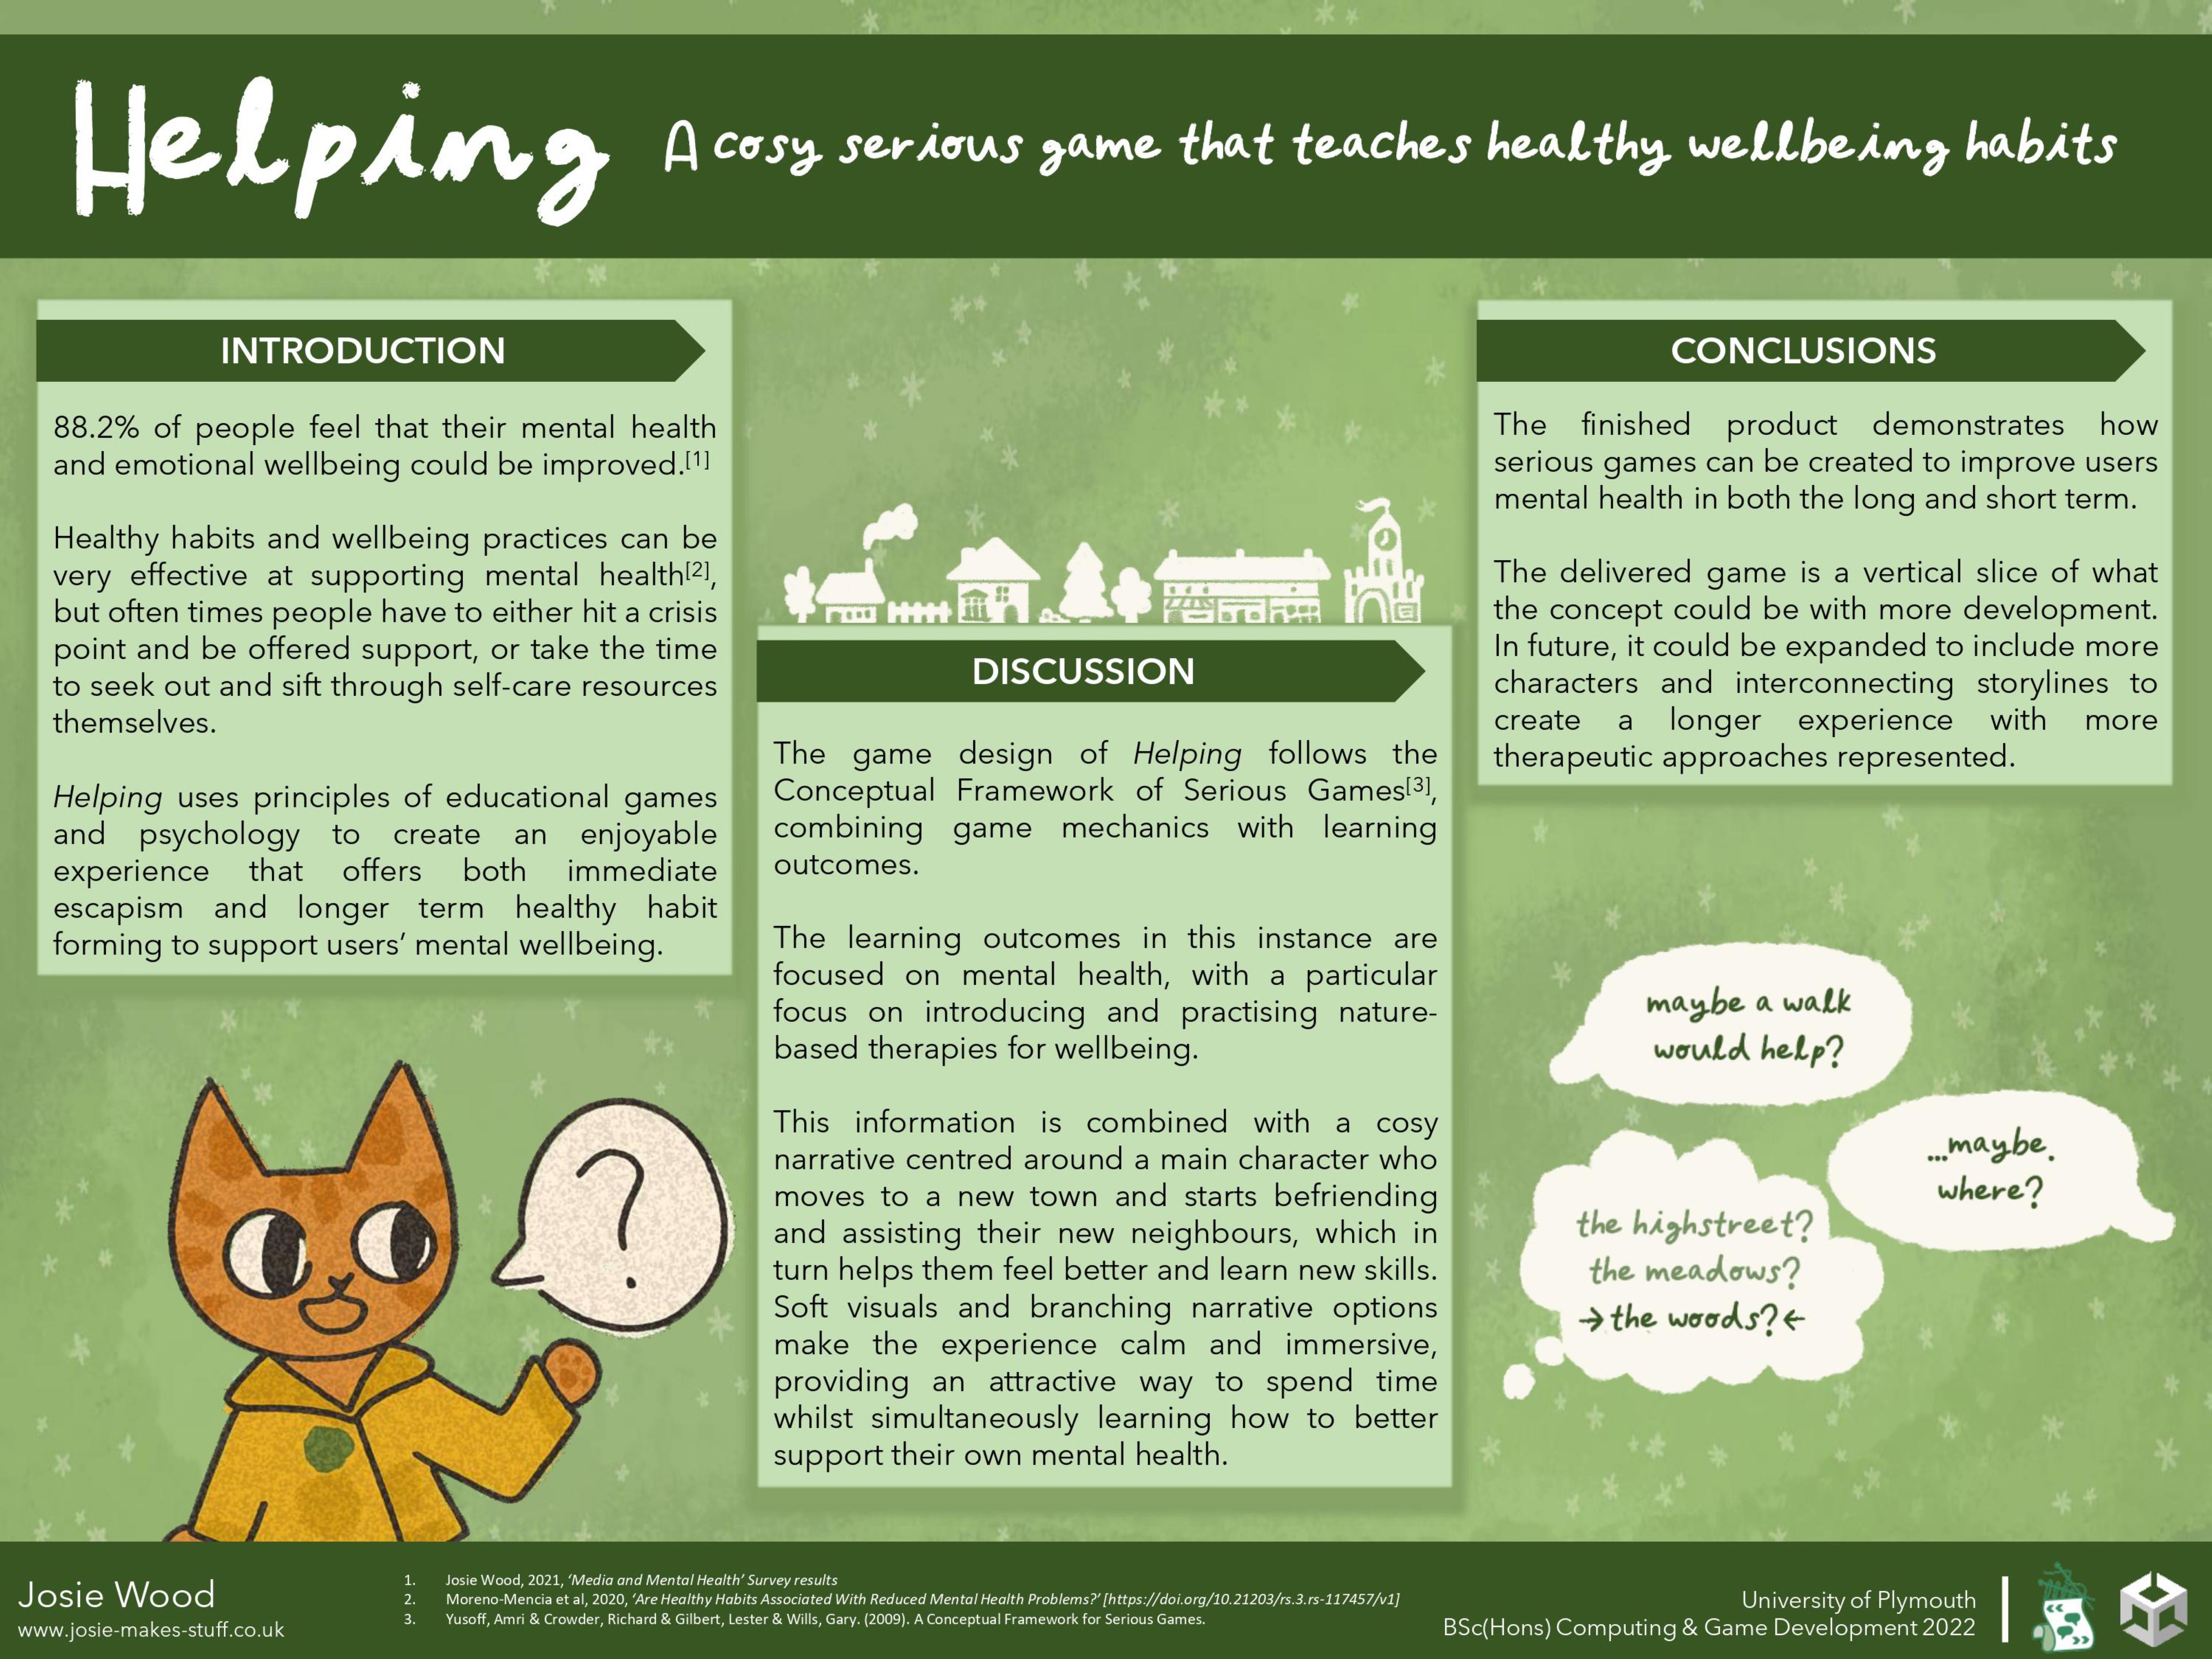 Helping
A cosy serious game that teaches healthy wellbeing habits
INTRODUCTION
88.2% of people feel that their mental health
and emotional wellbeing could be improved.[1]
Healthy habits and wellbeing practices can be
very effective at supporting mental health[2],
but often times people have to either hit a crisis
point and be offered support, or take the time
to seek out and sift through self-care resources
themselves.
Helping uses principles of educational games
and psychology to create an enjoyable
experience that offers both immediate
escapism and longer term healthy habit
forming to support users’ mental wellbeing.
?
DISCUSSION
The game design of Helping follows the
Conceptual Framework of Serious Games[3],
combining game mechanics with learning
outcomes.
The learning outcomes in this instance are
focused on mental health, with a particular
focus on introducing and practising nature-
based therapies for wellbeing.
This information is combined with a cosy
narrative centred around a main character who
moves to a new town and starts befriending
and assisting their new neighbours, which in
turn helps them feel better and learn new skills.
Soft visuals and branching narrative options
make the experience calm and immersive,
providing an attractive way to spend time
whilst simultaneously learning how to better
support their own mental health.
CONCLUSIONS
The finished product demonstrates how
serious games can be created to improve users
mental health in both the long and short term.
The delivered game is a vertical slice of what
the concept could be with more development.
In future, it could be expanded to include more
characters and interconnecting storylines to
create a longer experience with more
therapeutic approaches represented.
maybe a walk
would help?
...maybe.
where?
the highstreet?
the meadows?
→the woods?←
Josie Wood
www.josie-makes-stuff.co.uk
1. Josie Wood, 2021, ‘Media and Mental Health’ Survey results
2. Moreno-Mencia et al, 2020, ‘Are Healthy Habits Associated With Reduced Mental Health Problems?’ [https://doi.org/10.21203/rs.3.rs-117457/v1]
3. Yusoff, Amri & Crowder, Richard & Gilbert, Lester & Wills, Gary. (2009). A Conceptual Framework for Serious Games.
University of Plymouth
BSc(Hons) Computing & Game Development 2022